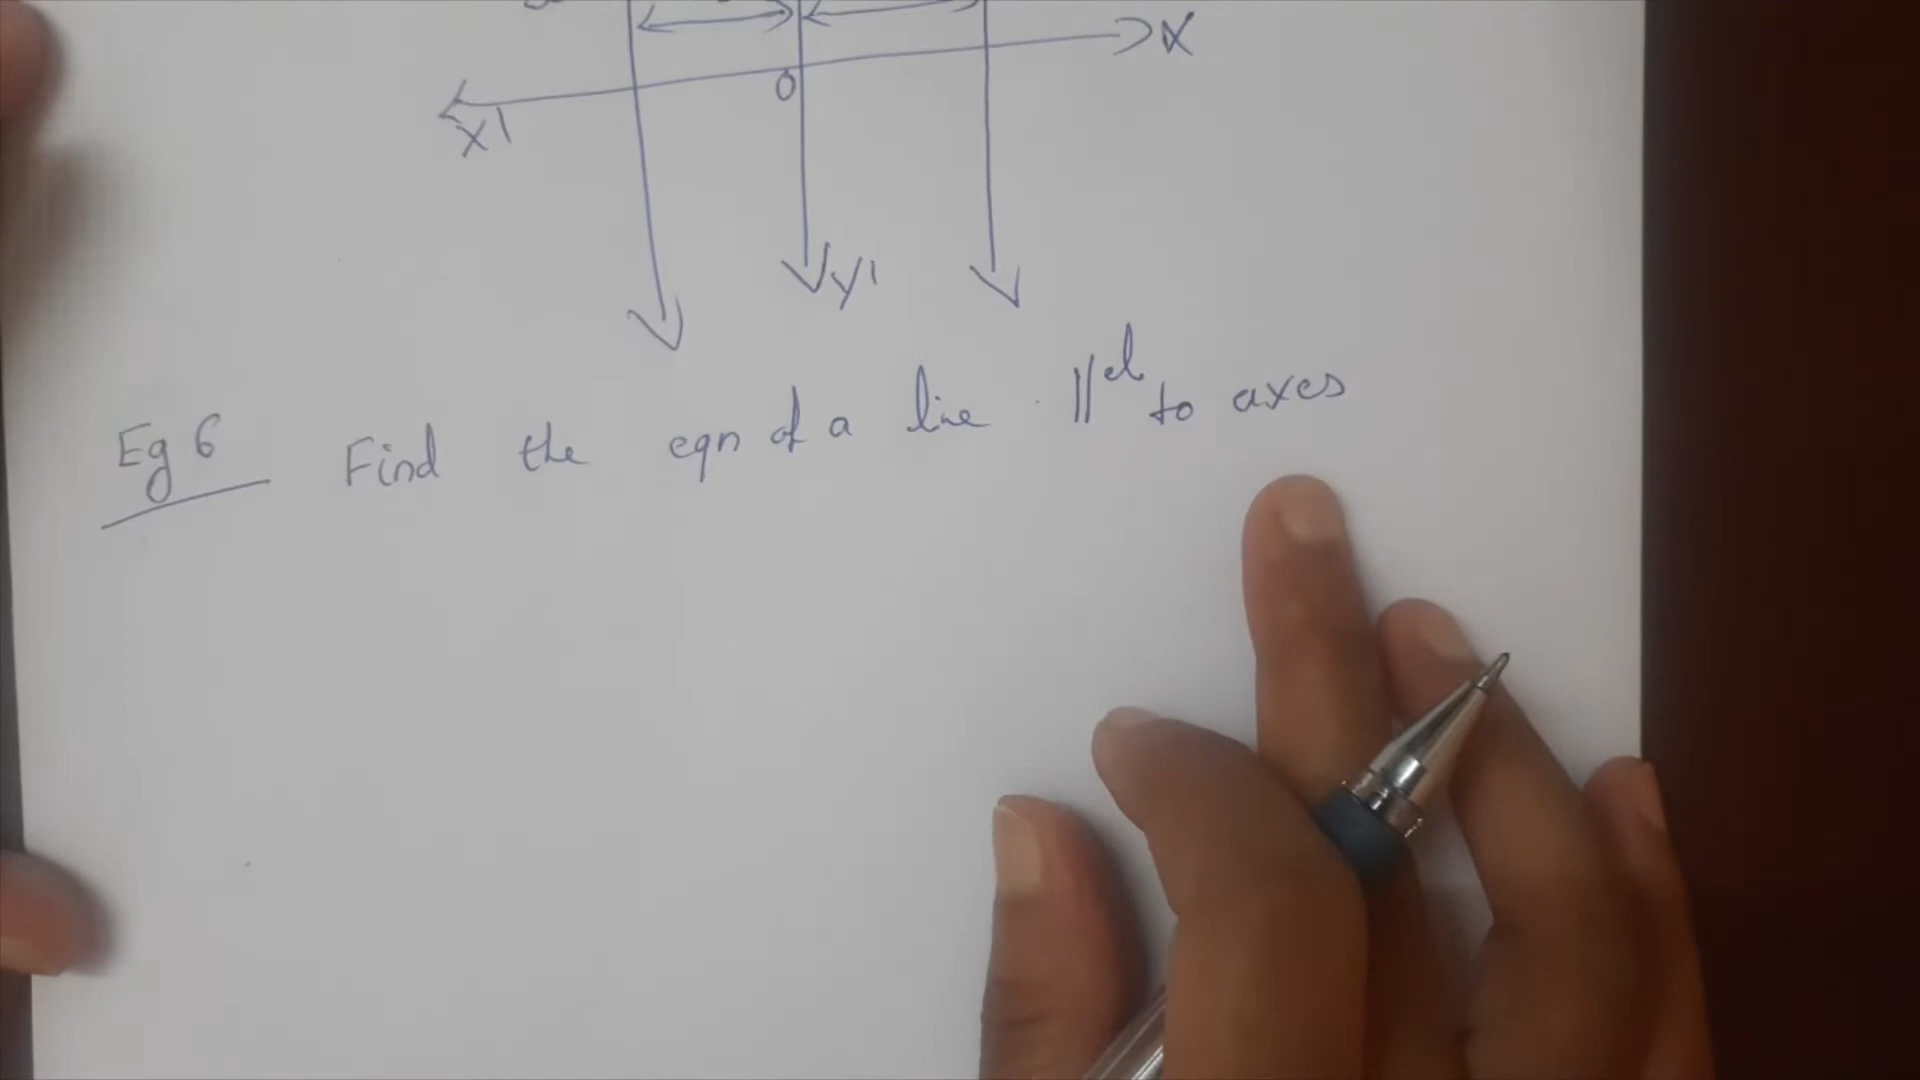 X
O
X'
Y'
Eg 6 Find the eqn of a line ||el to axes